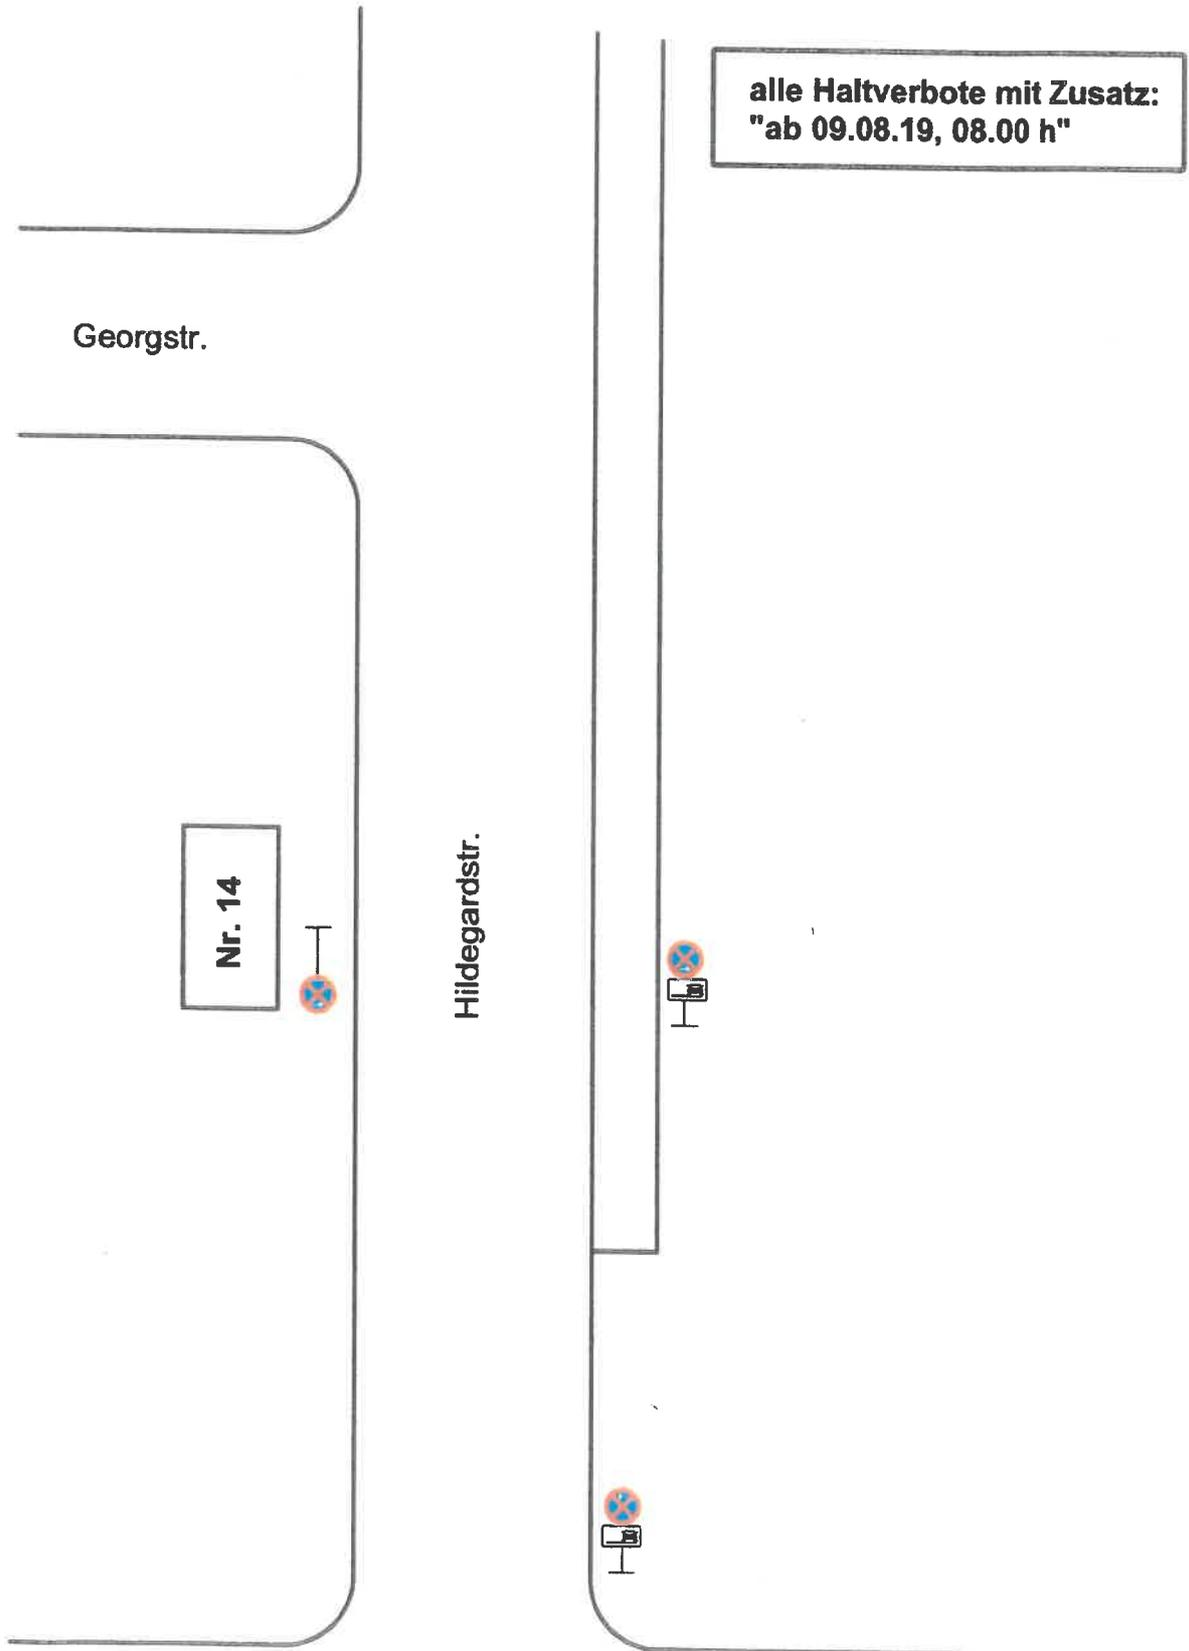 alle Haltverbote mit Zusatz:
"ab 09.08.19, 08.00 h"
Georgstr.
Nr. 14
Hildegardstr.